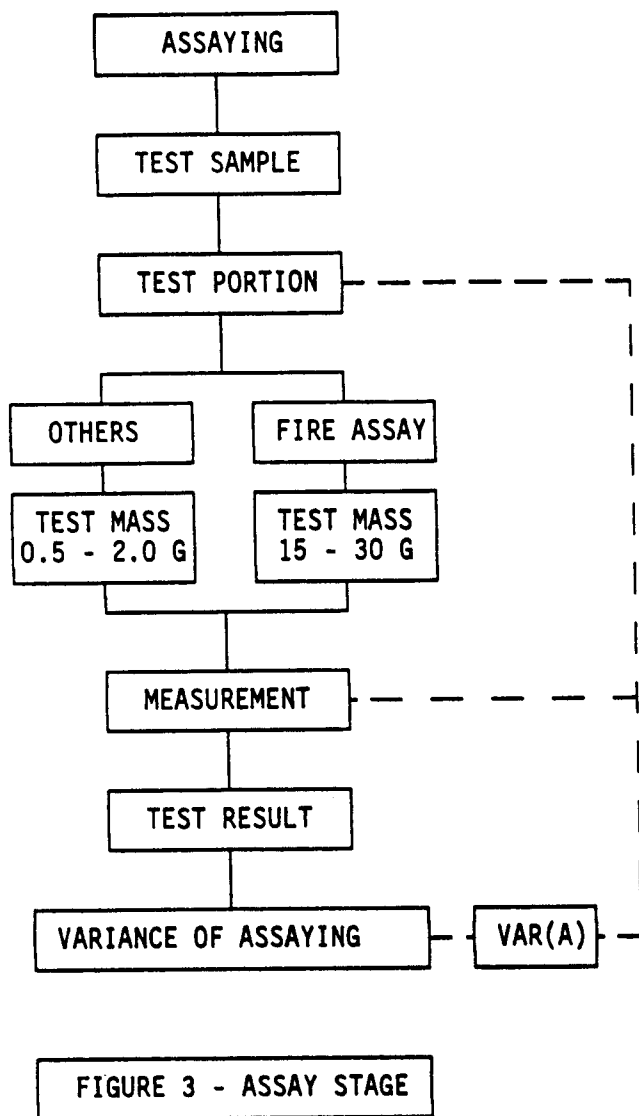 ASSAYING
TEST SAMPLE
TEST PORTION
OTHERS
FIRE ASSAY
TEST MASS
0.5 - 2.0 G
TEST MASS
15 - 30 G
MEASUREMENT
TEST RESULT
VARIANCE OF ASSAYING
VAR(A)
FIGURE 3 - ASSAY STAGE